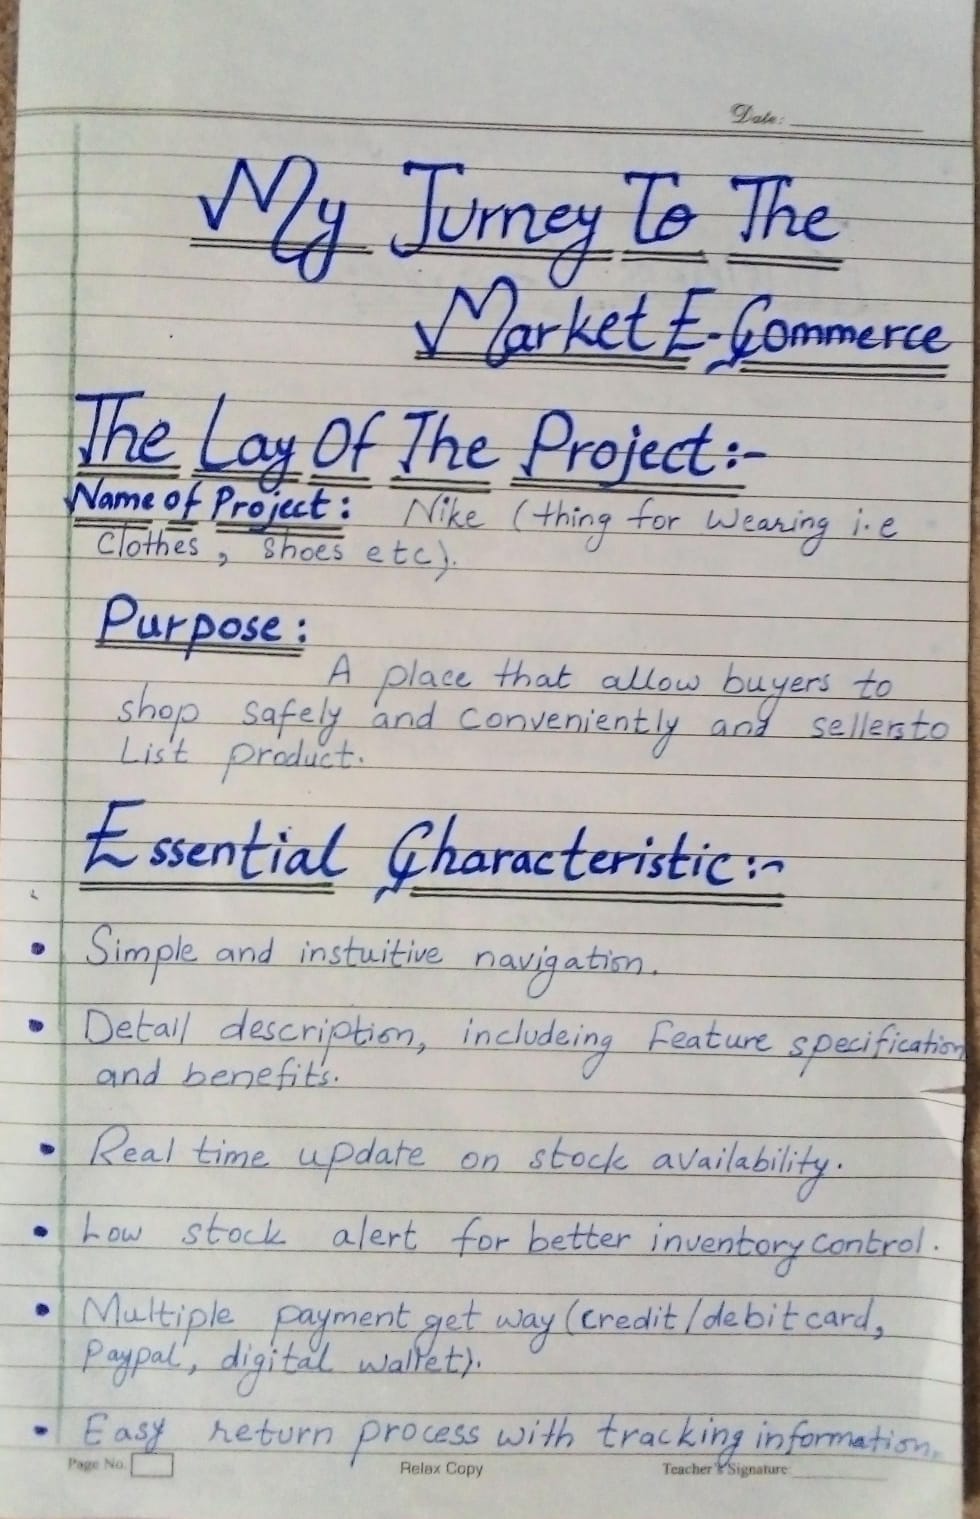 Date:
My Jurney To The
Market E-Commerce
The Lay Of The Project:-
Name of Project: Nike (thing for wearing i.e
clothes, shoes etc).
Purpose:
A place that allow buyers to
shop safely and conveniently and sellers to
List product.
Essential Characteristic:-
• Simple and instuitive navigation.
• Detail description, includeing feature specification
and benefits.
• Real time update on stock availability.
• Low stock alert for better inventory control.
• Multiple payment get way (credit/debit card,
Paypal, digital wallet).
• Easy return process with tracking information.
Page No.
Relax Copy
Teacher's Signature